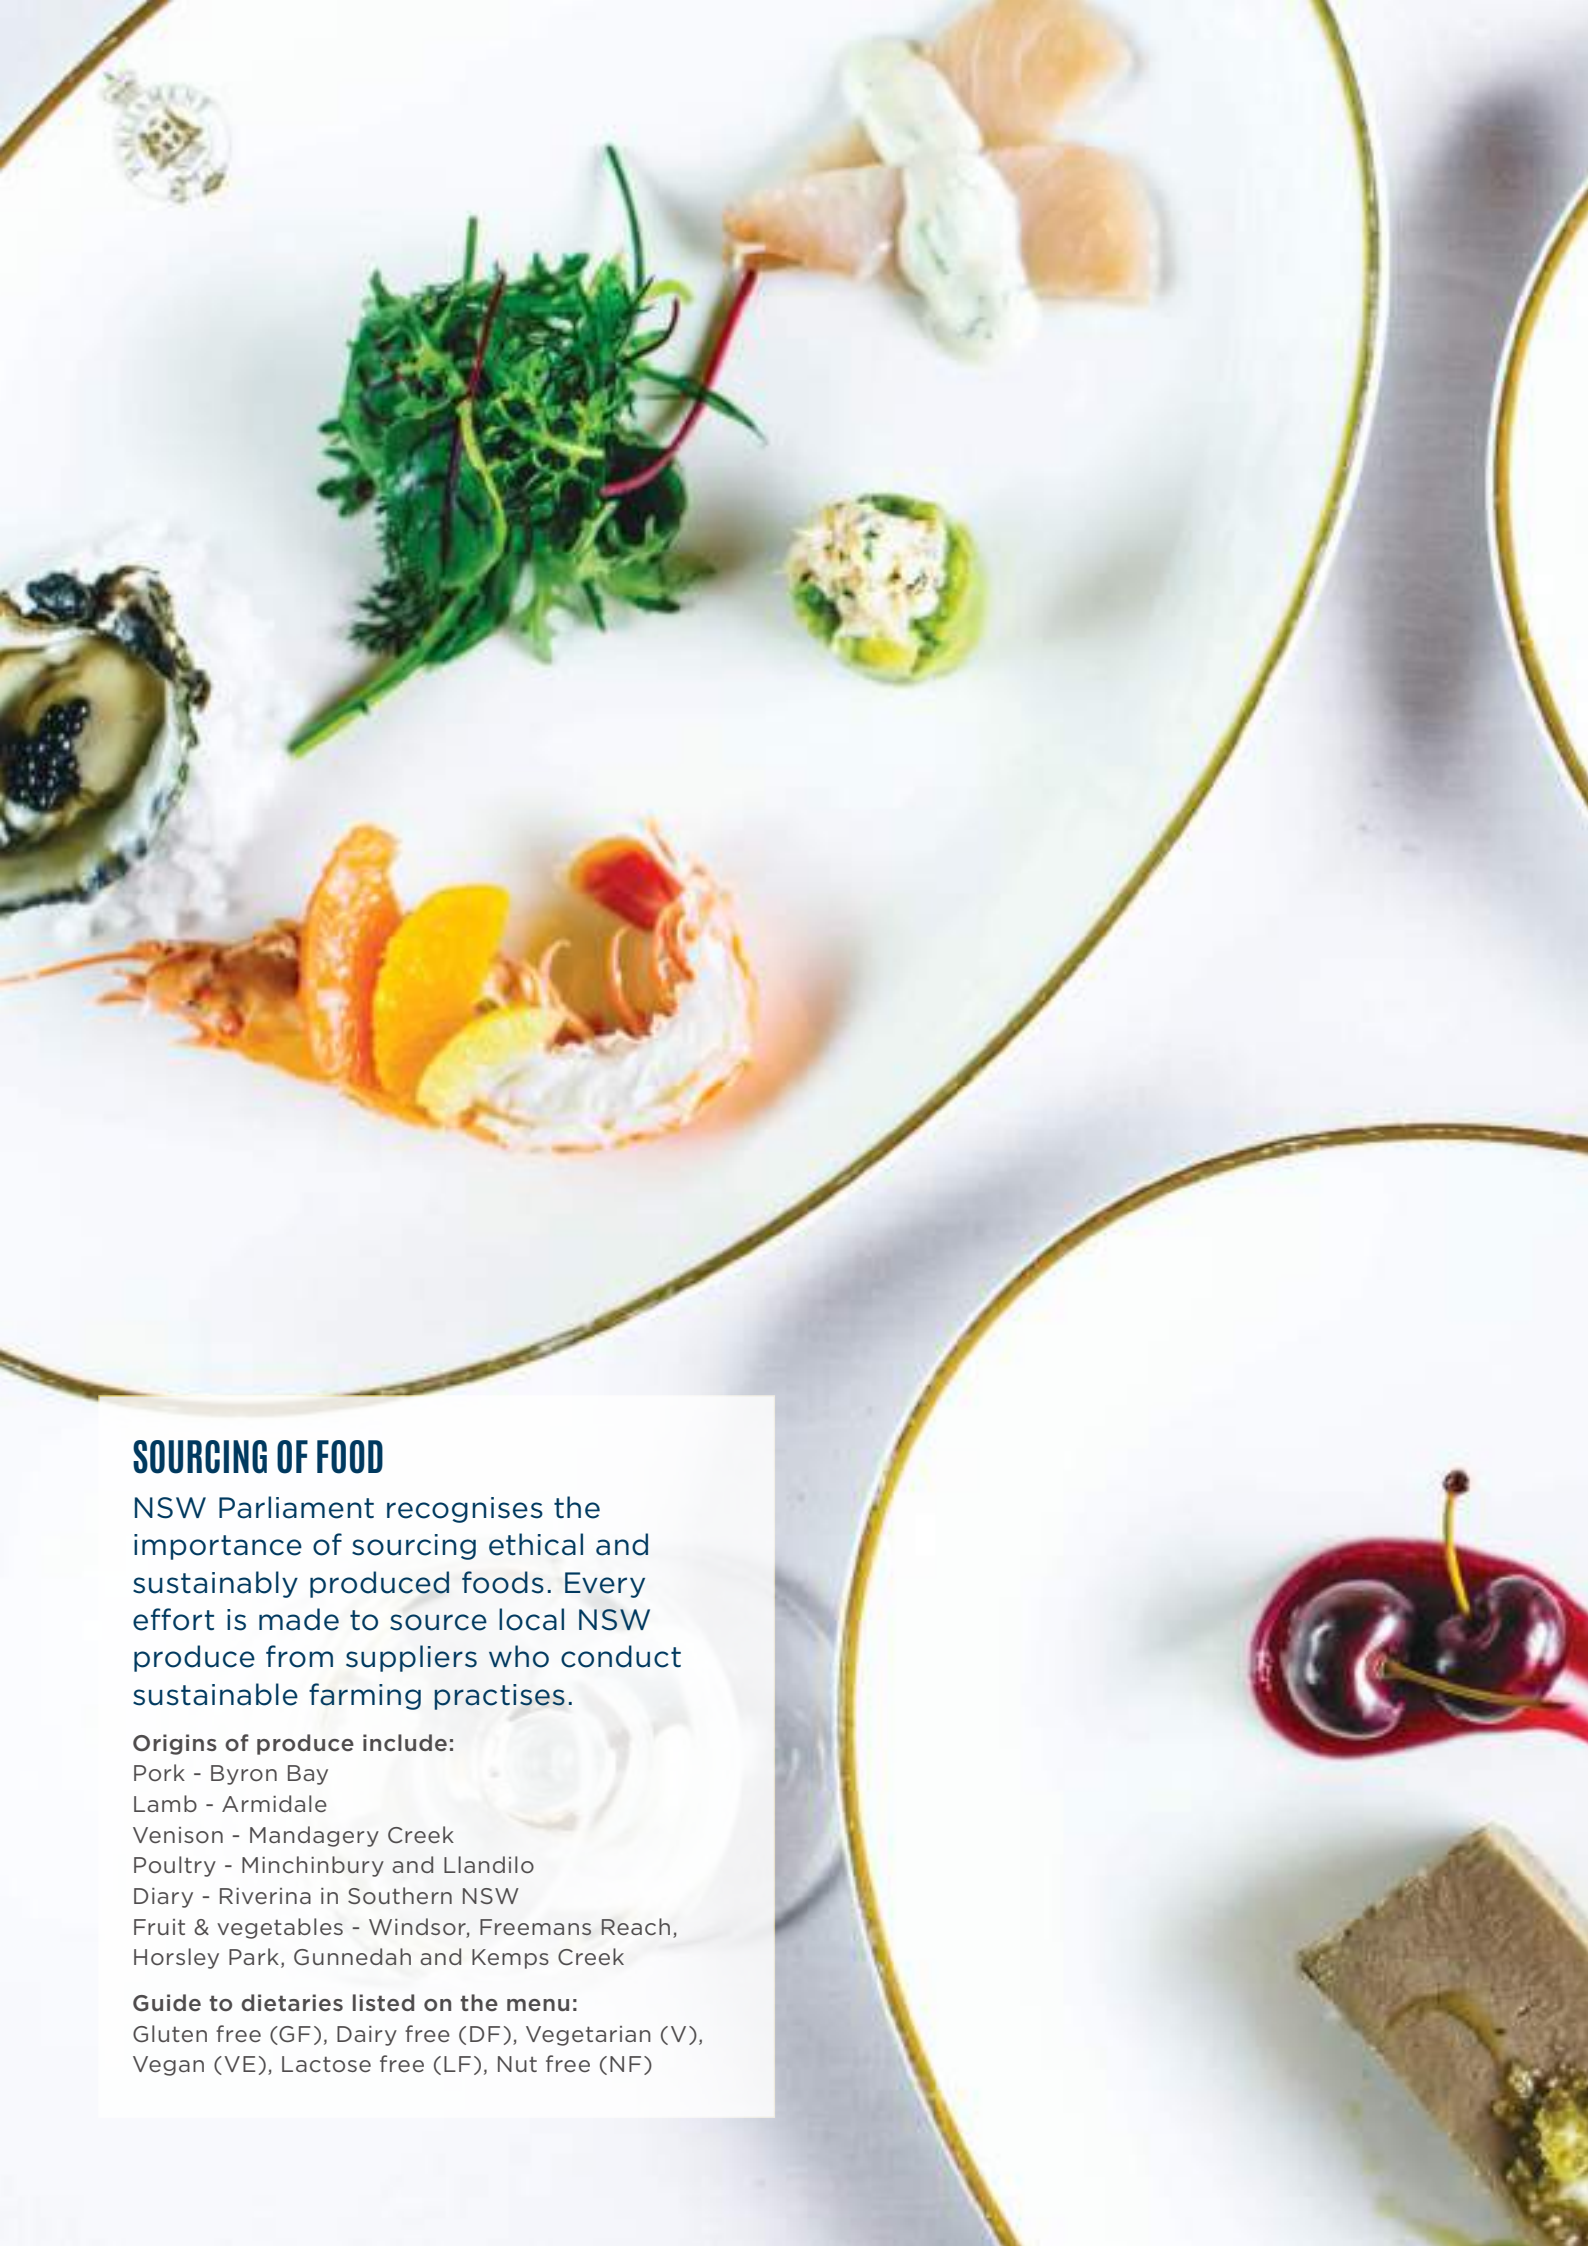 PARLIAMENT
SOURCING OF FOOD
NSW Parliament recognises the
importance of sourcing ethical and
sustainably produced foods. Every
effort is made to source local NSW
produce from suppliers who conduct
sustainable farming practises.
Origins of produce include:
Pork - Byron Bay
Lamb - Armidale
Venison - Mandagery Creek
Poultry - Minchinbury and Llandilo
Diary - Riverina in Southern NSW
Fruit & vegetables - Windsor, Freemans Reach,
Horsley Park, Gunnedah and Kemps Creek
Guide to dietaries listed on the menu:
Gluten free (GF), Dairy free (DF), Vegetarian (V),
Vegan (VE), Lactose free (LF), Nut free (NF)